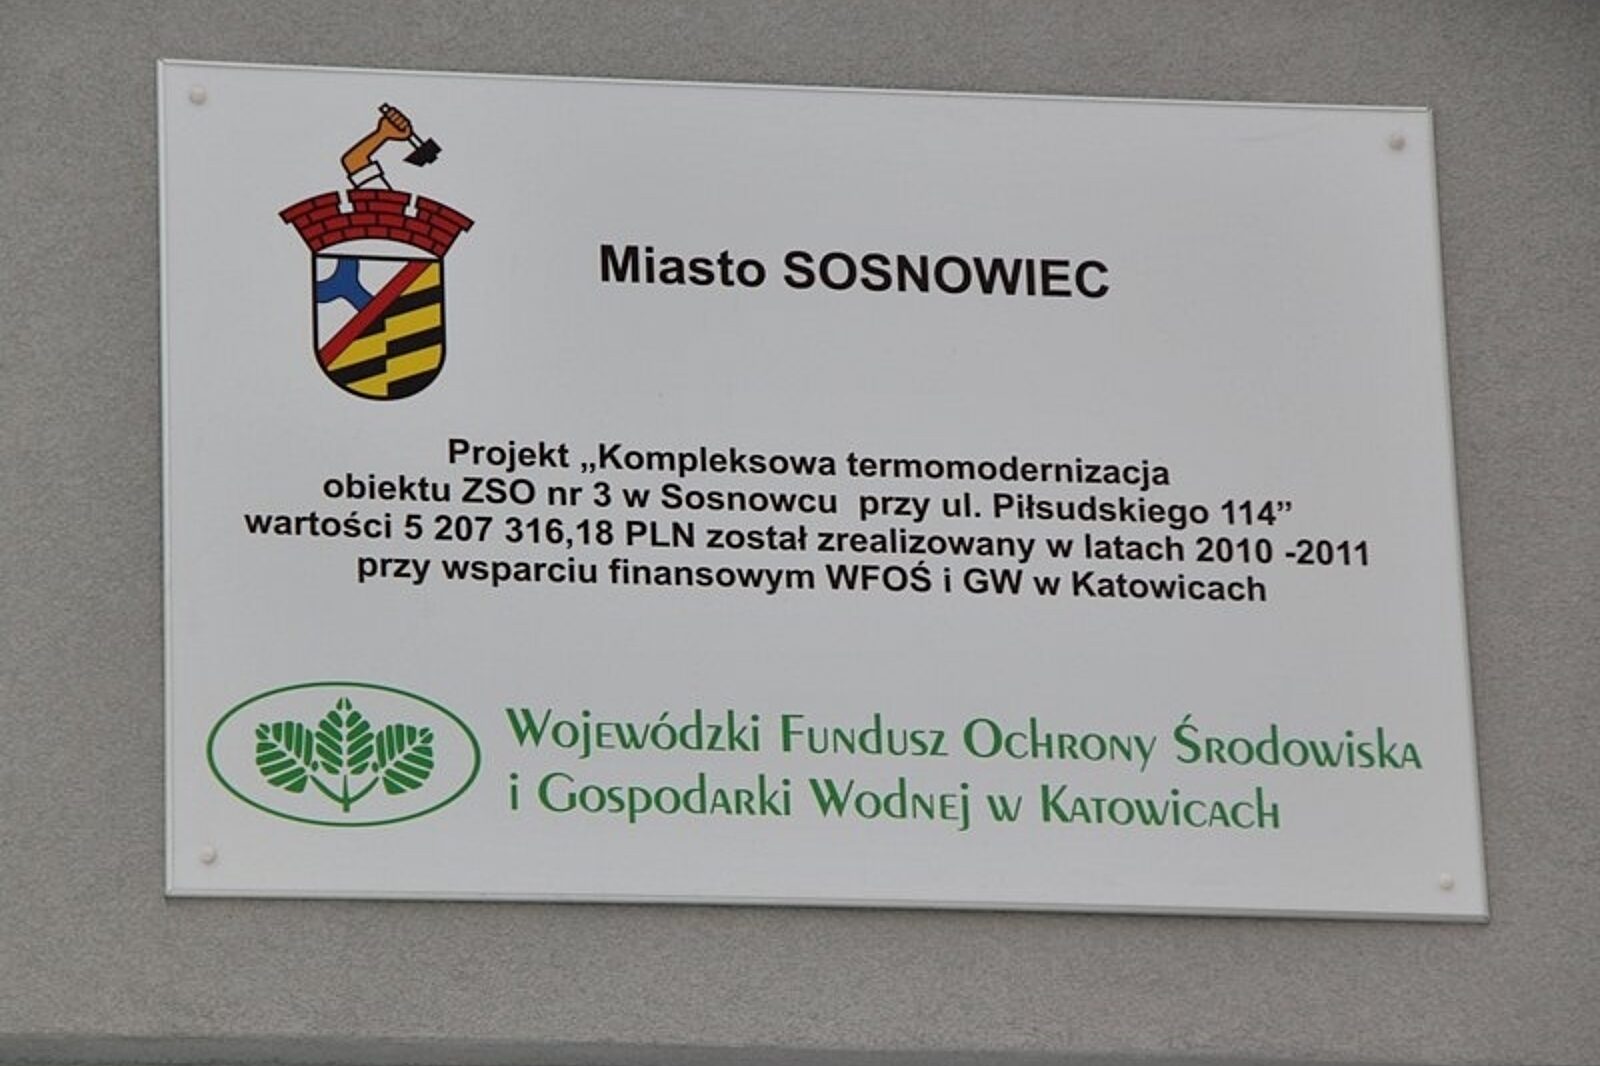 Miasto SOSNOWIEC
Projekt „Kompleksowa termomodernizacja
obiektu ZSO nr 3 w Sosnowcu przy ul. Piłsudskiego 114”
wartości 5 207 316,18 PLN został zrealizowany w latach 2010 -2011
przy wsparciu finansowym WFOŚ i GW w Katowicach
Wojewódzki Fundusz Ochrony Środowiska
i Gospodarki Wodnej w Katowicach